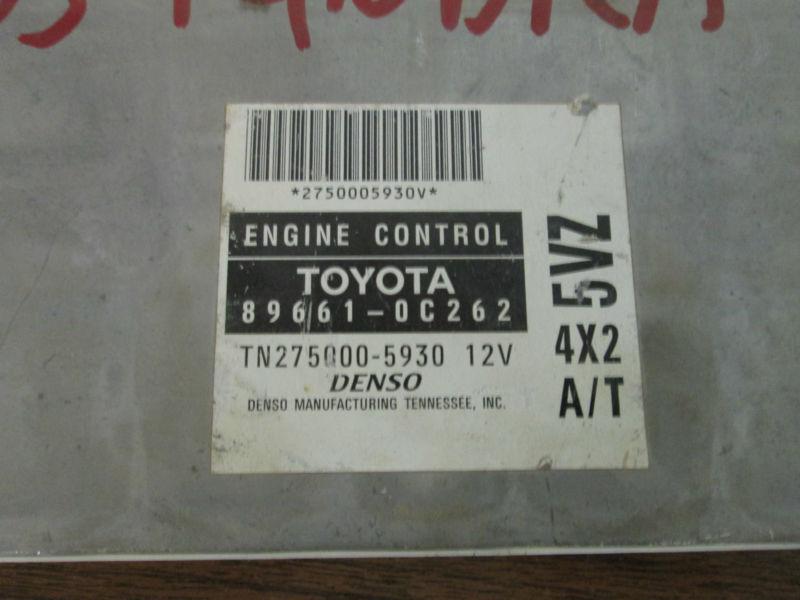 *2750005930V*
ENGINE CONTROL
TOYOTA
89661-0C262
TN275000-5930 12V
DENSO
DENSO MANUFACTURING TENNESSEE, INC.
5VZ
4X2
A/T